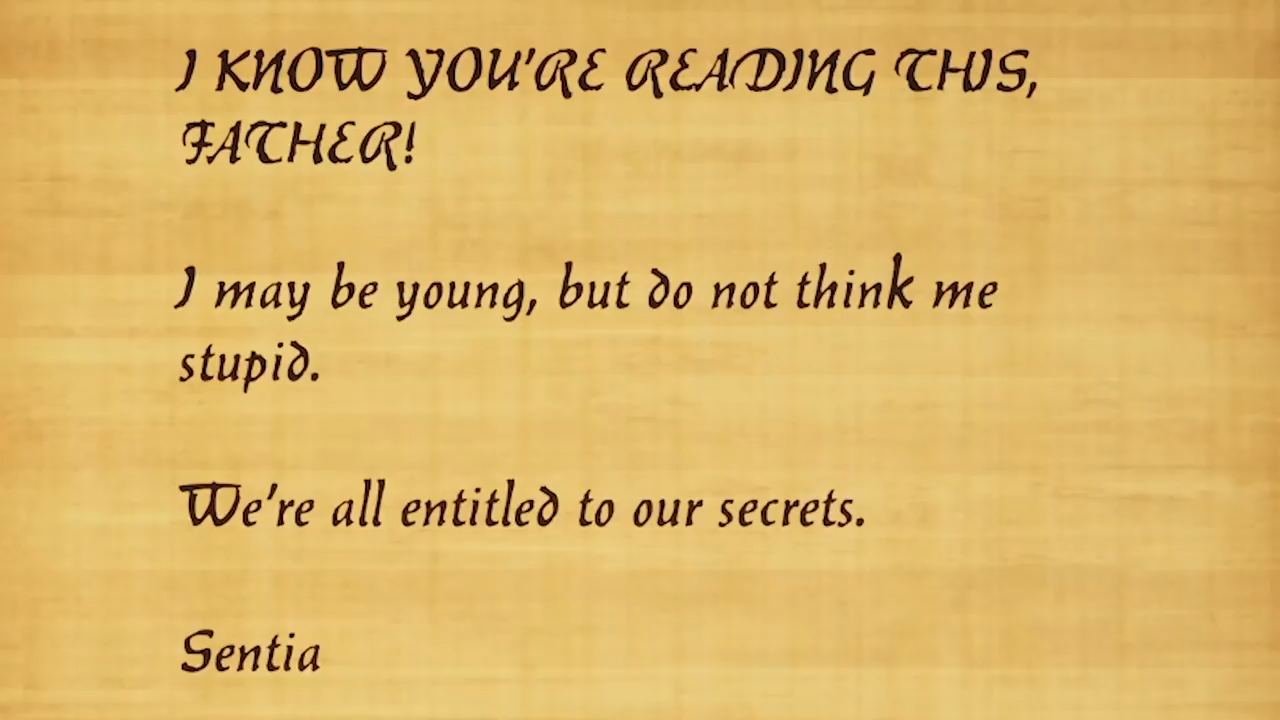 I KNOW YOU'RE READING THIS,
FATHER!
I may be young, but do not think me
stupid.
We're all entitled to our secrets.
Sentia